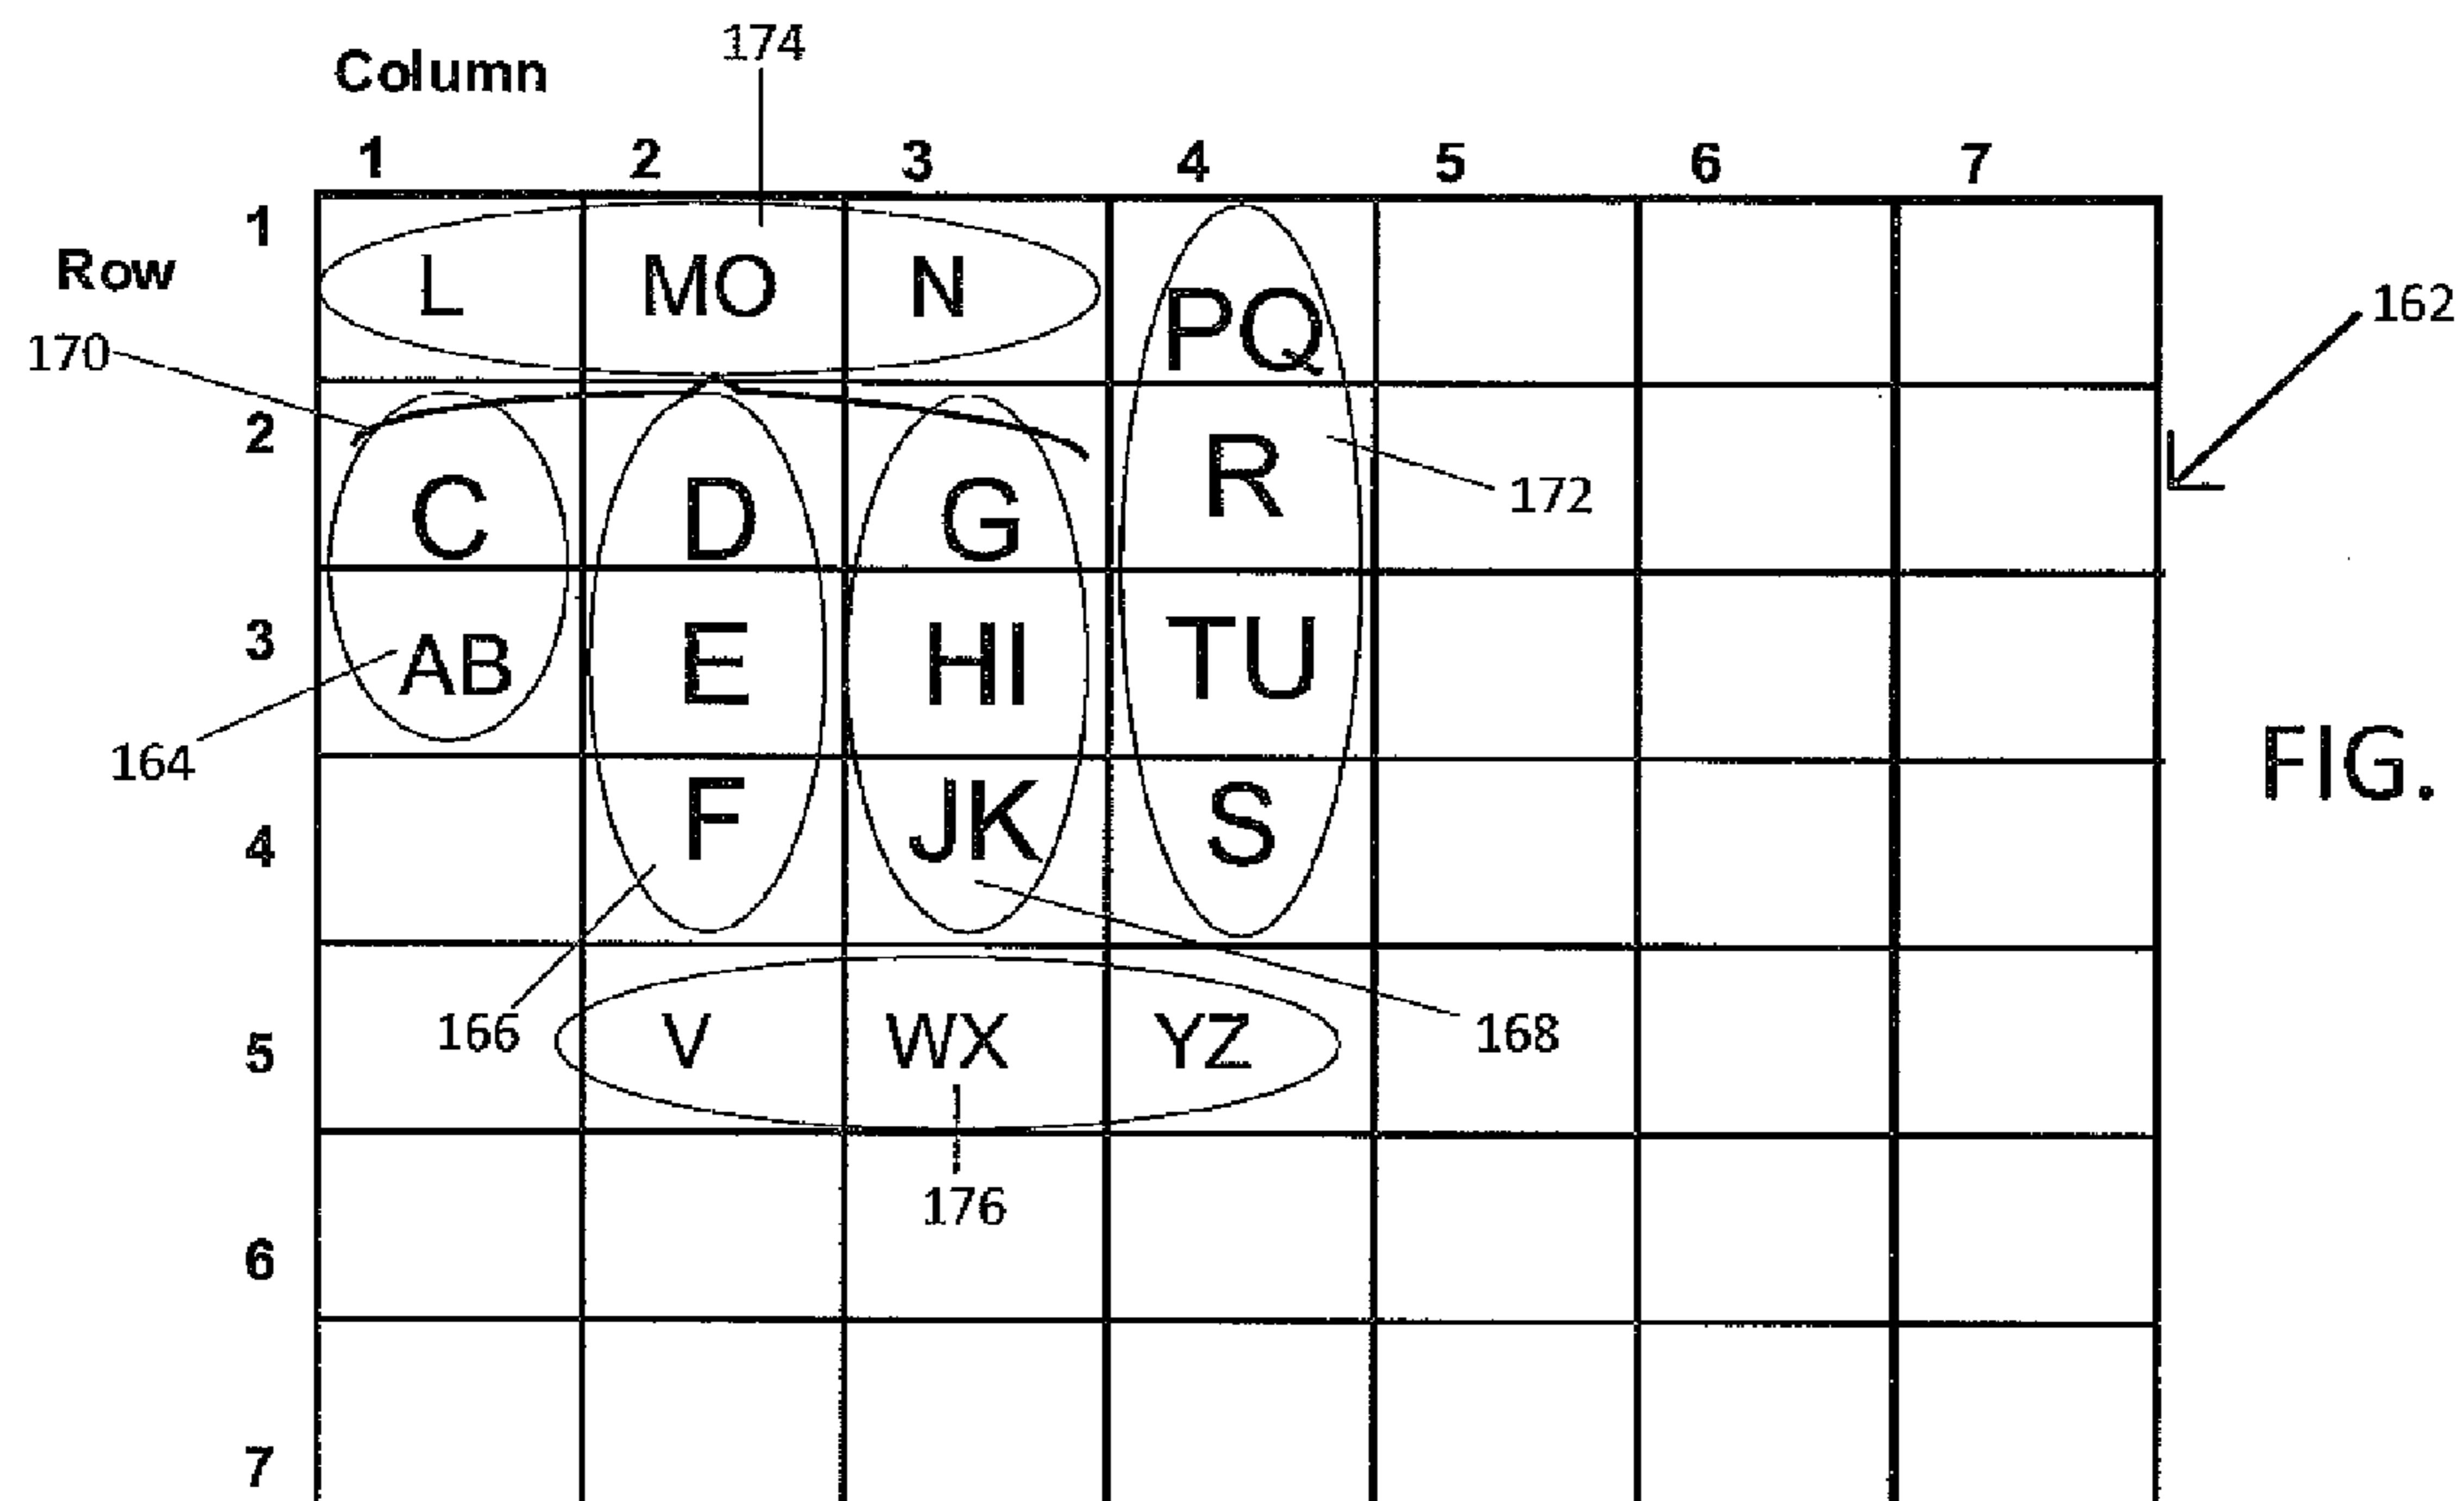 174
Column
1 2 3 4 5 6 7
1 L MO N PQ
Row
162
170
2 C D G R
172
3 AB E HI TU
164
FIG.
4 F JK S
166 168
5 V WX YZ
176
6
7